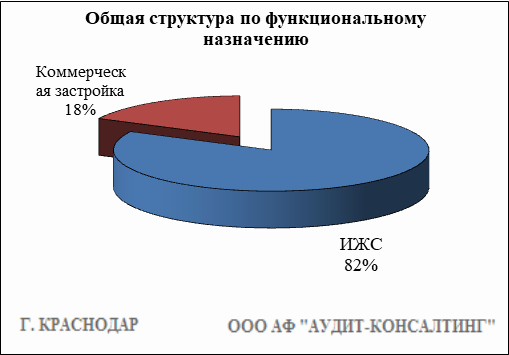 Общая структура по функциональному
назначению
Коммерческ
ая застройка
18%
ИЖС
82%
Г. КРАСНОДАР
ООО АФ "АУДИТ-КОНСАЛТИНГ"